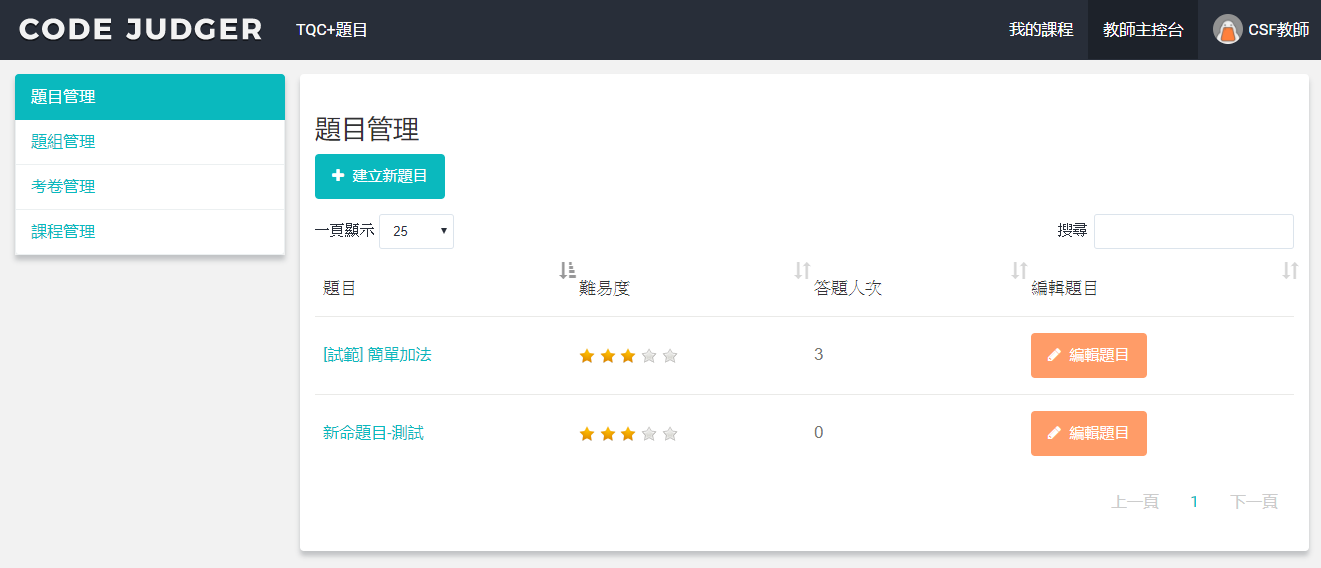 CODE JUDGER TQC+題目 我的課程 教師主控台 CSF教師
題目管理
題組管理
考卷管理
課程管理
題目管理
建立新題目
一頁顯示 25 搜尋
題目 難易度 答題人次 編輯題目
[試範] 簡單加法 3 編輯題目
新命題目-測試 0 編輯題目
上一頁 1 下一頁